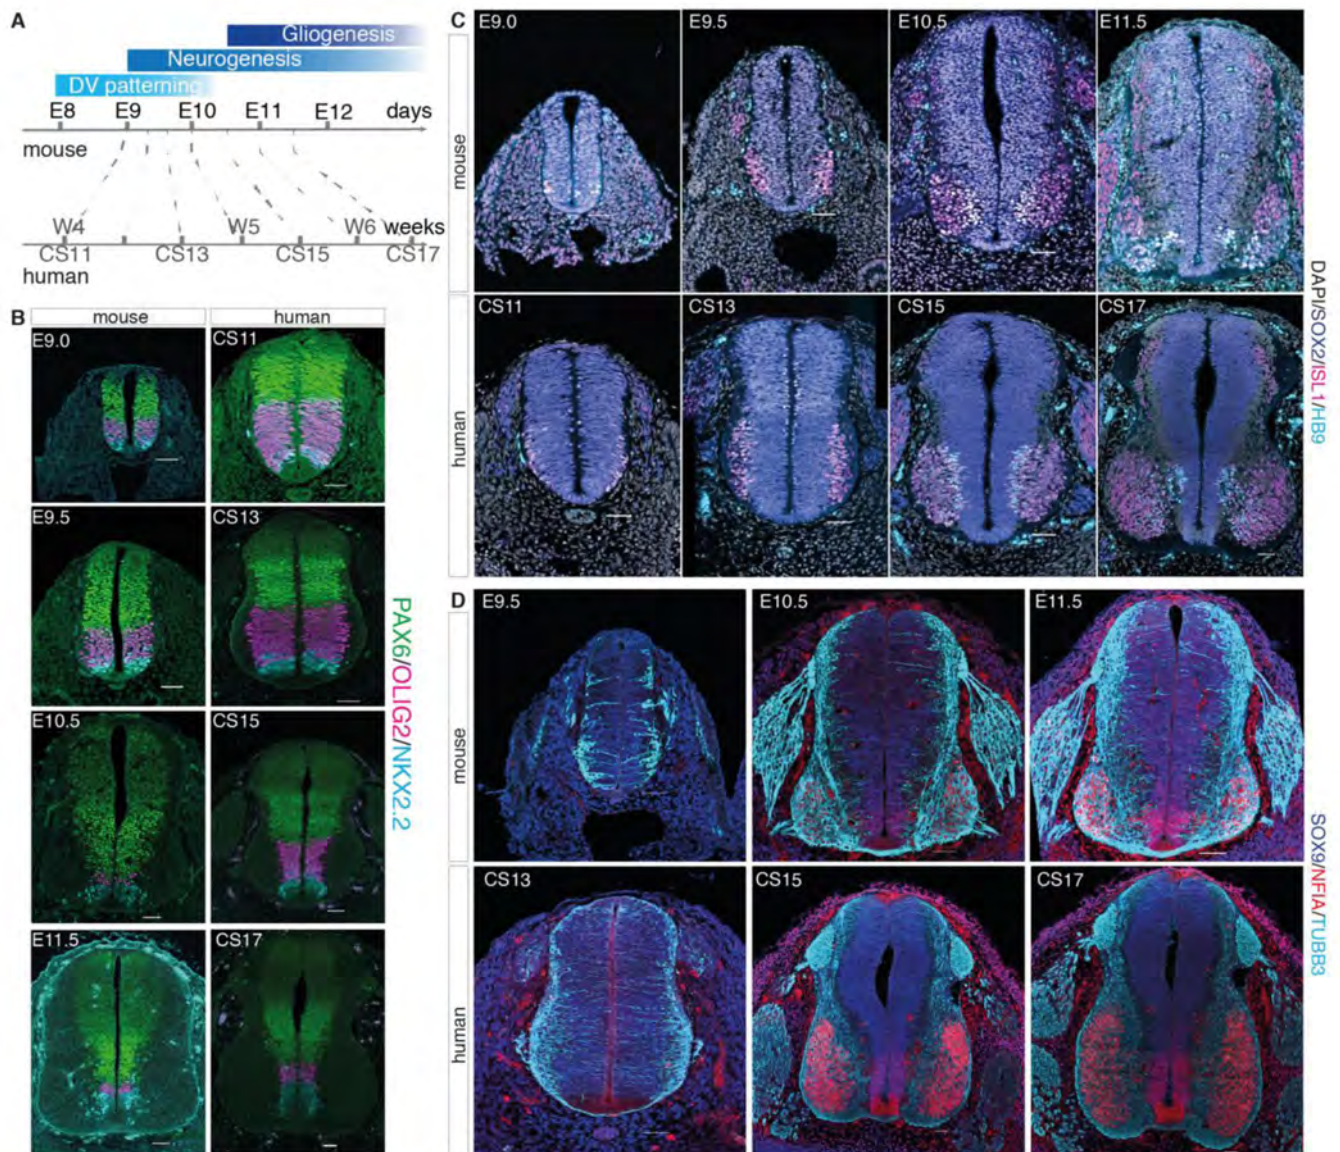 A
Gliogenesis
Neurogenesis
DV patterning
E8 E9 E10 E11 E12 days
mouse
W4 W5 W6 weeks
CS11 CS13 CS15 CS17
human
B
mouse human
E9.0 CS11
E9.5 CS13
E10.5 CS15
E11.5 CS17
PAX6/OLIG2/NKX2.2
C
mouse
E9.0 E9.5 E10.5 E11.5
human
CS11 CS13 CS15 CS17
DAPI/SOX2/ISL1/HB9
D
mouse
E9.5 E10.5 E11.5
human
CS13 CS15 CS17
SOX9/NFIA/TUBB3